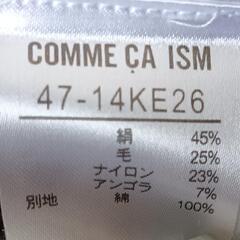 COMME ÇA ISM
47-14KE26
絹 45%
毛 25%
ナイロン 23%
アンゴラ 7%
別地 綿 100%